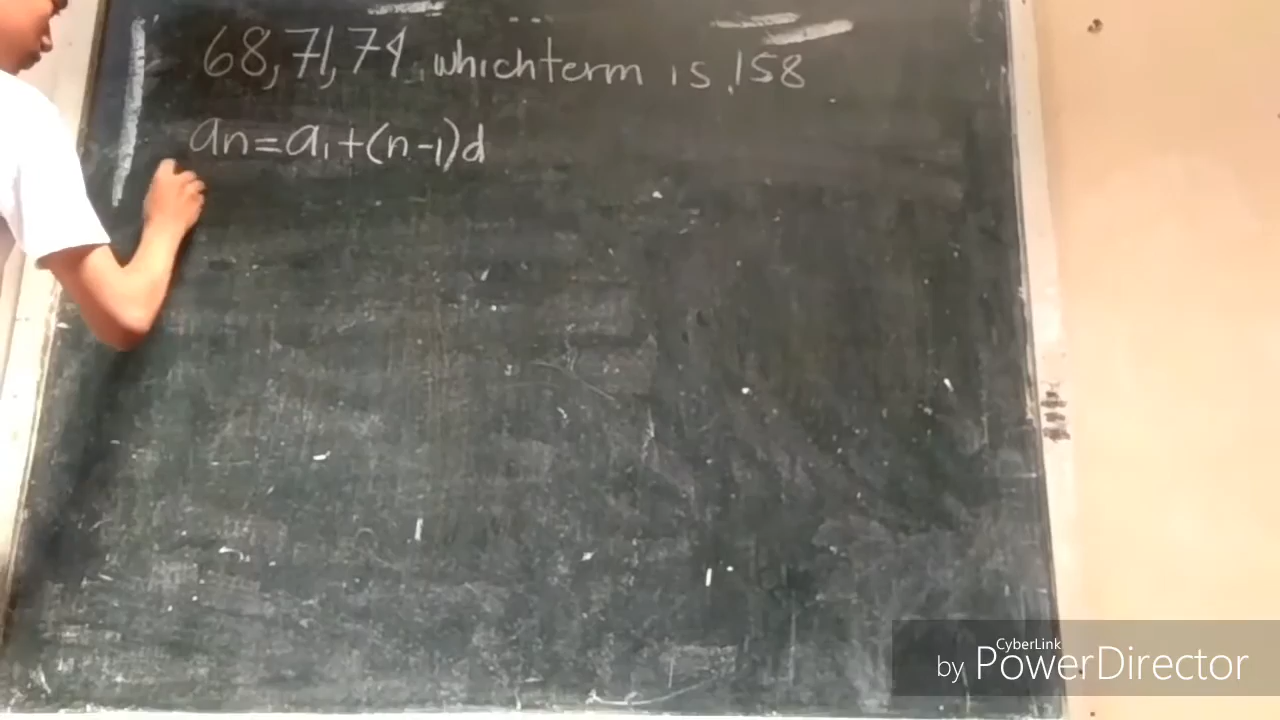 68, 71, 74, which term is 158
an = a1 + (n - 1)d
CyberLink
by PowerDirector